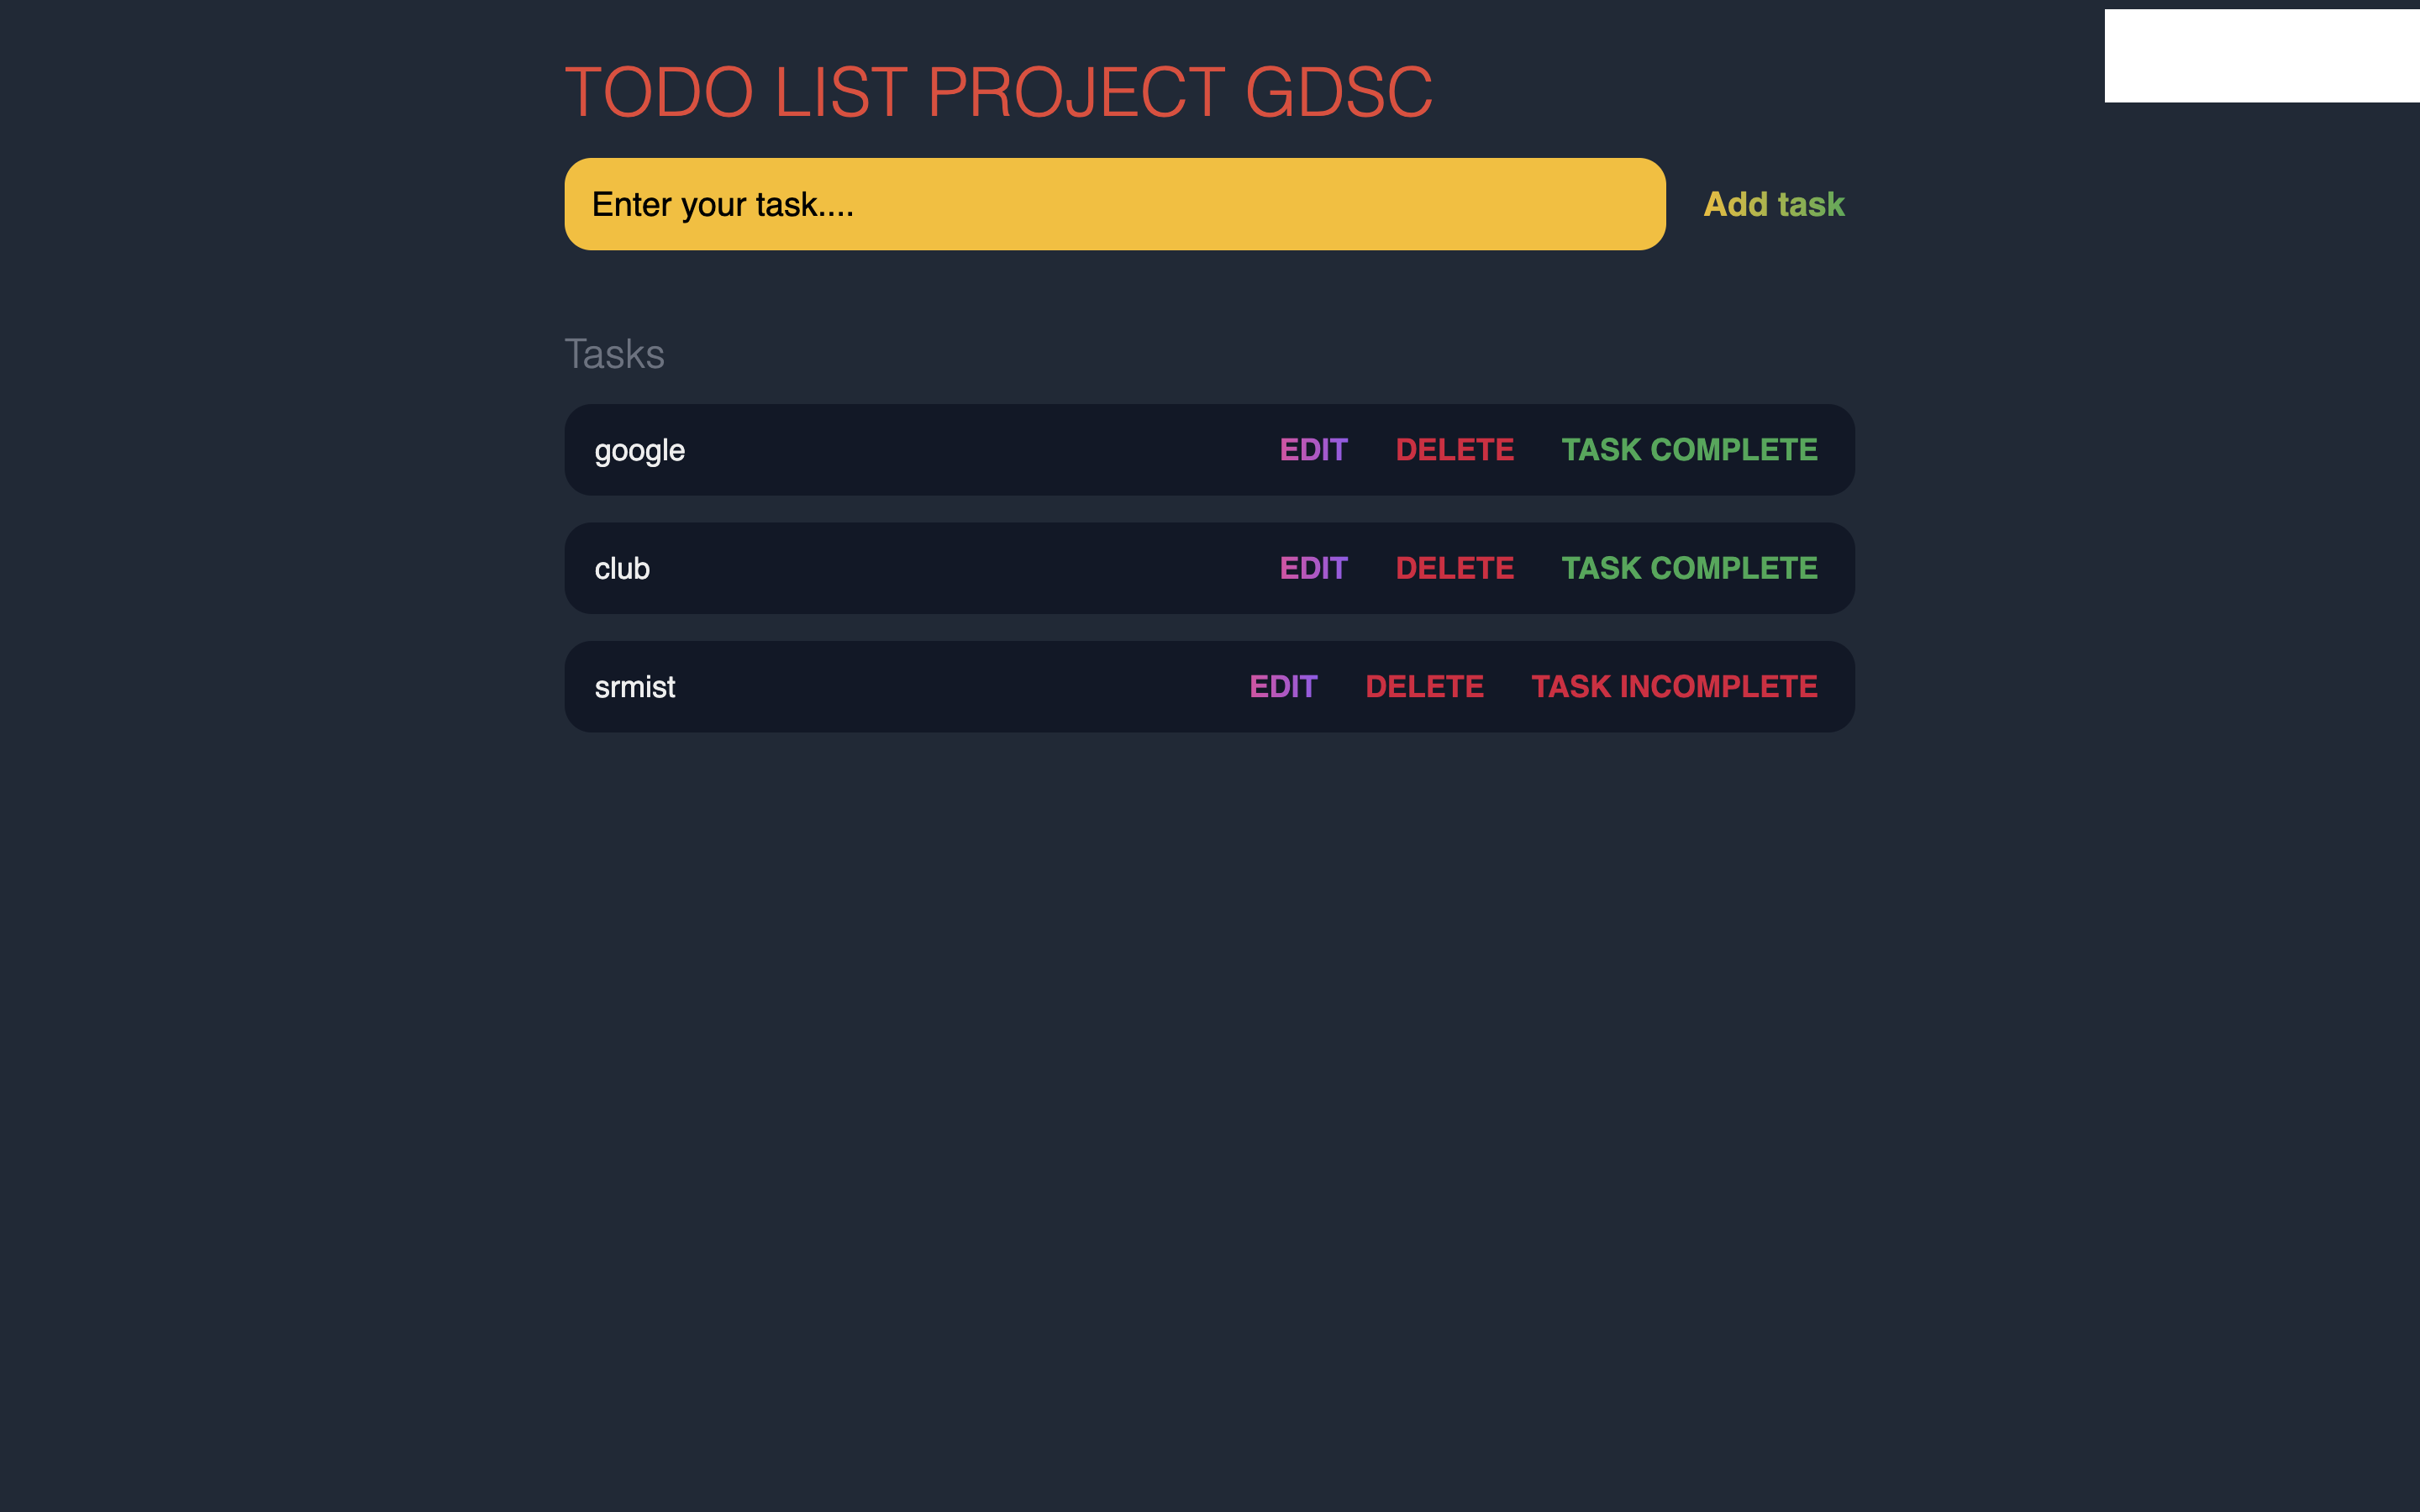 TODO LIST PROJECT GDSC
Enter your task.... Add task
Tasks
google EDIT DELETE TASK COMPLETE
club EDIT DELETE TASK COMPLETE
srmist EDIT DELETE TASK INCOMPLETE